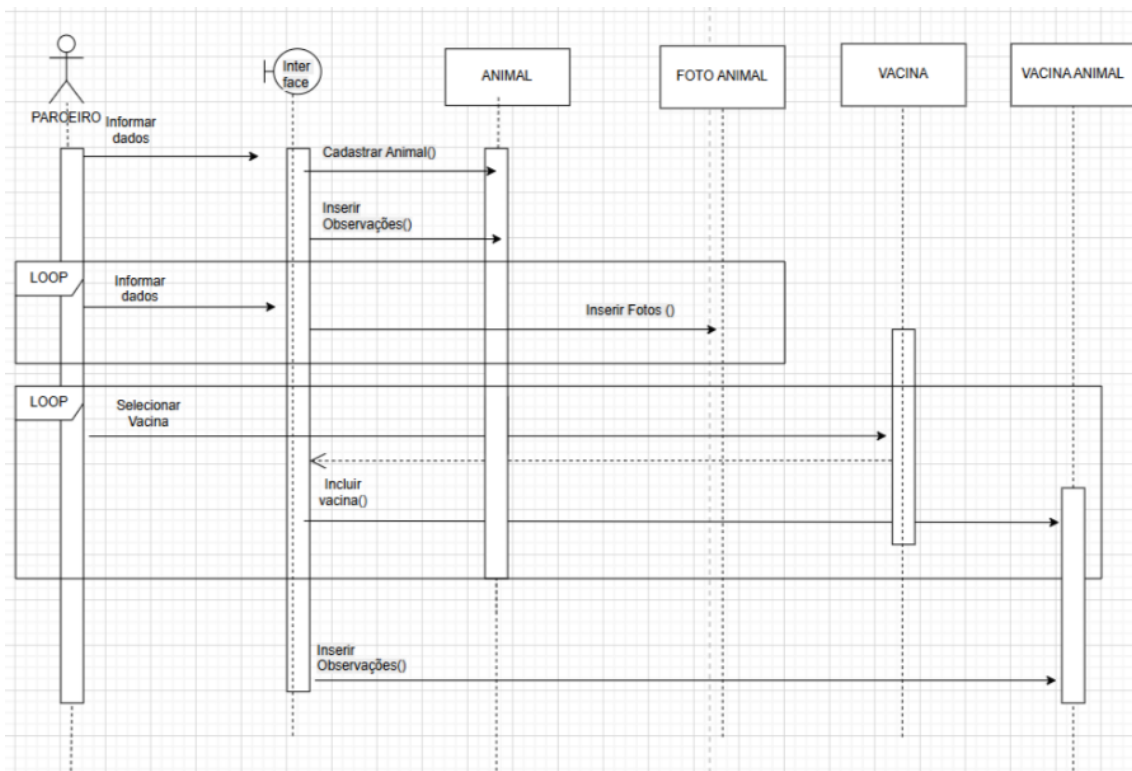 Inter
face
ANIMAL
FOTO ANIMAL
VACINA
VACINA ANIMAL
PARCEIRO
Informar
dados
Cadastrar Animal()
Inserir
Observações()
LOOP
Informar
dados
Inserir Fotos ()
LOOP
Selecionar
Vacina
Incluir
vacina()
Inserir
Observações()